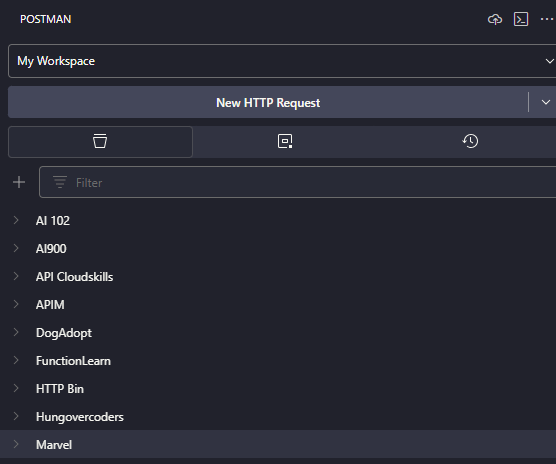 POSTMAN
My Workspace
New HTTP Request
Filter
AI 102
AI900
API Cloudskills
APIM
DogAdopt
FunctionLearn
HTTP Bin
Hungovercoders
Marvel